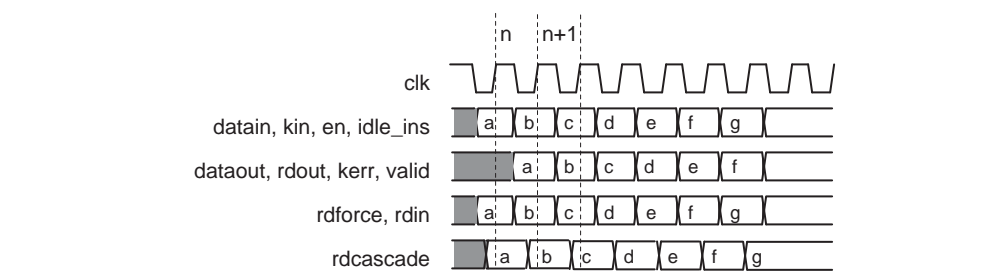 n n+1
clk
datain, kin, en, idle_ins a b c d e f g
dataout, rdout, kerr, valid a b c d e f
rdforce, rdin a b c d e f g
rdcascade a b c d e f g